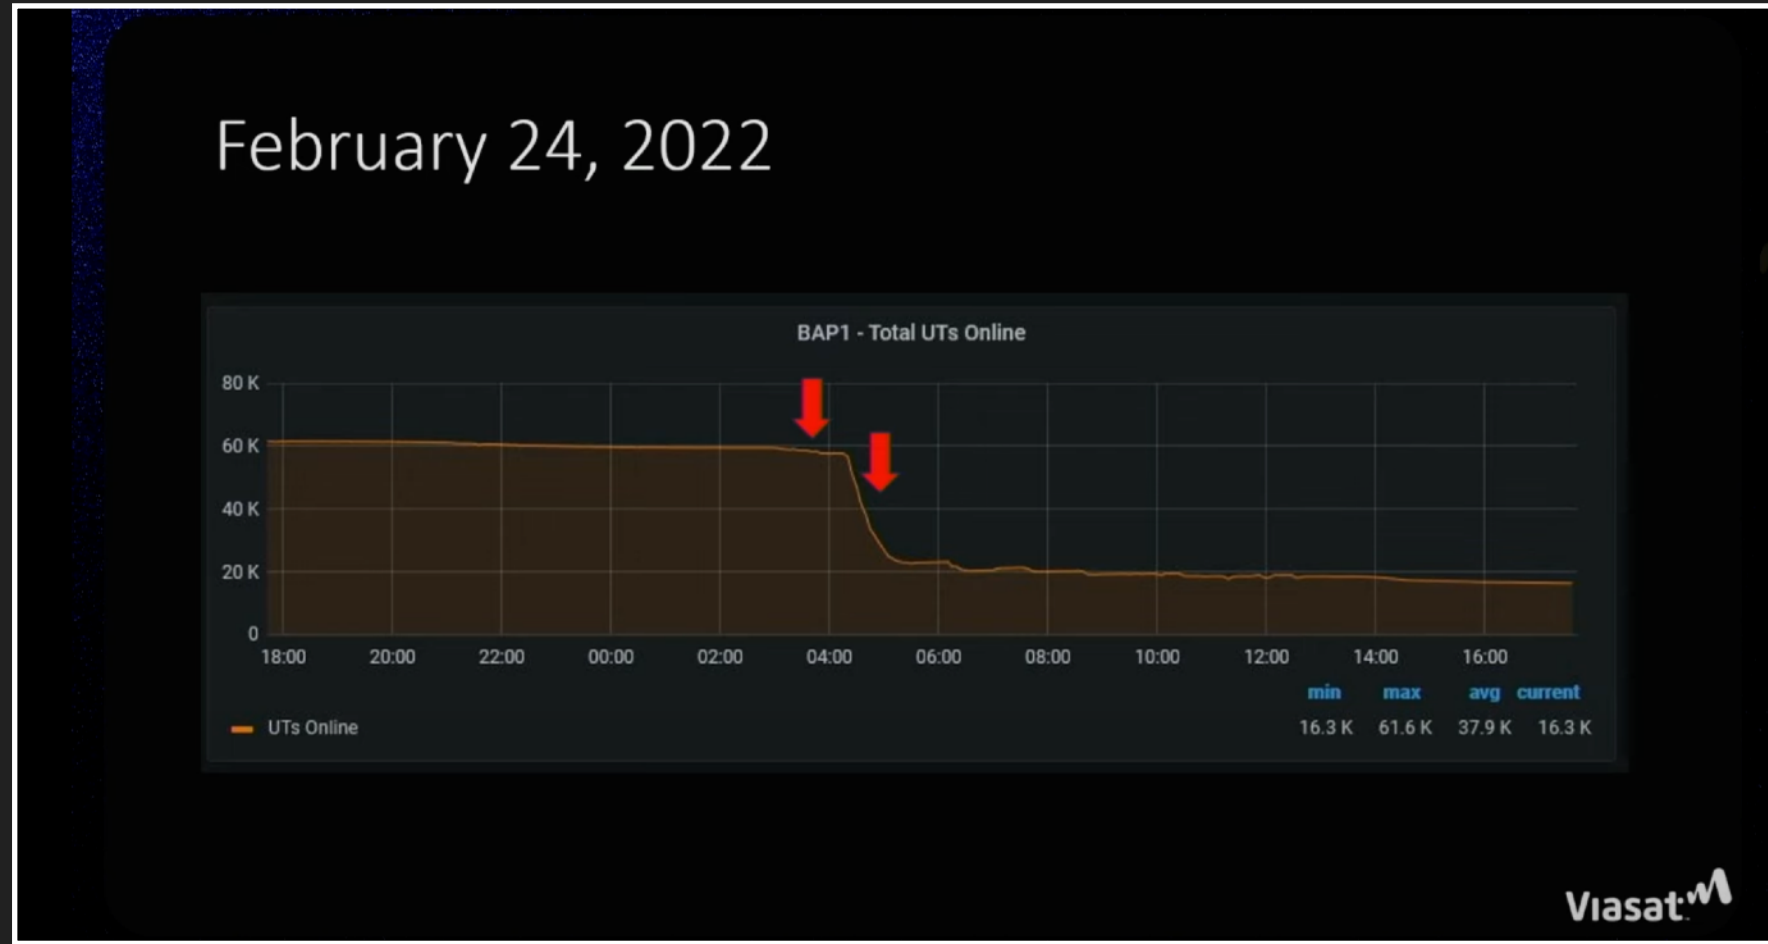 February 24, 2022
BAP1 - Total UTs Online
80 K
60 K
40 K
20 K
0
18:00 20:00 22:00 00:00 02:00 04:00 06:00 08:00 10:00 12:00 14:00 16:00
min max avg current
UTs Online 16.3 K 61.6 K 37.9 K 16.3 K
Viasat